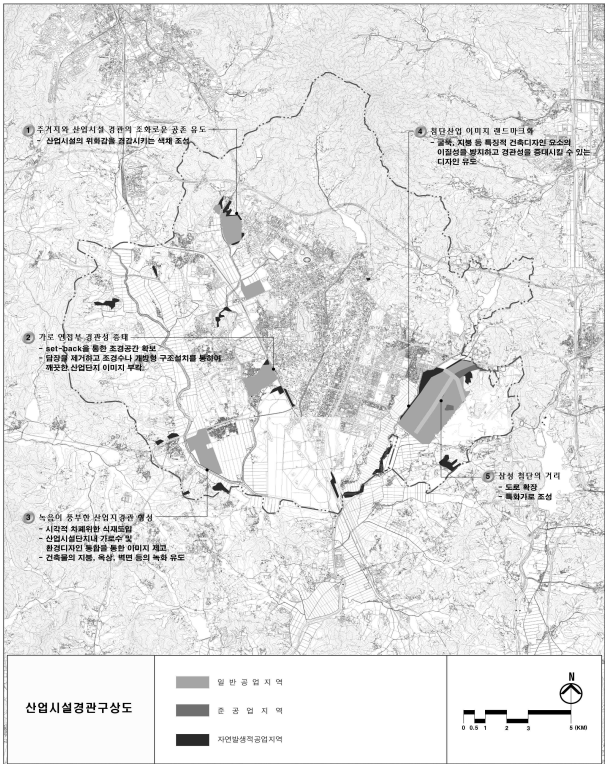 1 주거지와 산업시설 경관의 조화로운 공존 유도
- 산업시설의 위화감을 경감시키는 색채 조성
4 첨단산업 이미지 랜드마크화
- 굴뚝, 지붕 등 특징적 건축디자인 요소의
이질성을 방지하고 경관성을 증대시킬 수 있는
디자인 유도
2 가로 연접부 경관성 증대
- set-back을 통한 조경공간 확보
- 담장을 제거하고 조경수나 개방형 구조설치를 통하여
깨끗한 산업단지 이미지 부각
5 삼성 첨단의 거리
- 도로 확장
- 특화가로 조성
3 녹음이 풍부한 산업지경관 형성
- 시각적 차폐위한 식재도입
- 산업시설단지내 가로수 및
환경디자인 통합을 통한 이미지 제고
- 건축물의 지붕, 옥상, 벽면 등의 녹화 유도
산업시설경관구상도
일반공업지역
준공업지역
자연발생적공업지역
N
0 0.5 1 2 3 5 (KM)